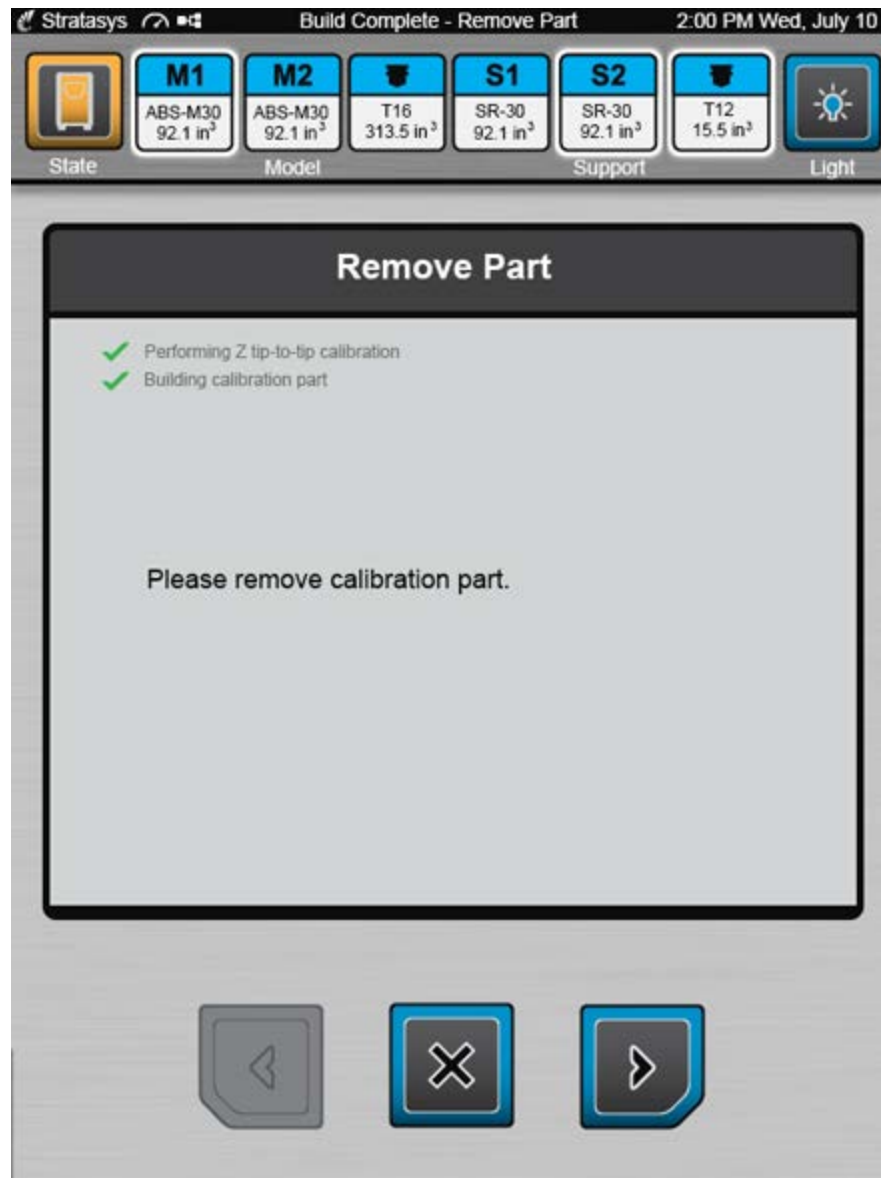 Stratasys Build Complete - Remove Part 2:00 PM Wed, July 10
M1 M2 S1 S2
ABS-M30 ABS-M30 T16 SR-30 SR-30 T12
92.1 in³ 92.1 in³ 313.5 in³ 92.1 in³ 92.1 in³ 15.5 in³
State Model Support Light
Remove Part
Performing Z tip-to-tip calibration
Building calibration part
Please remove calibration part.